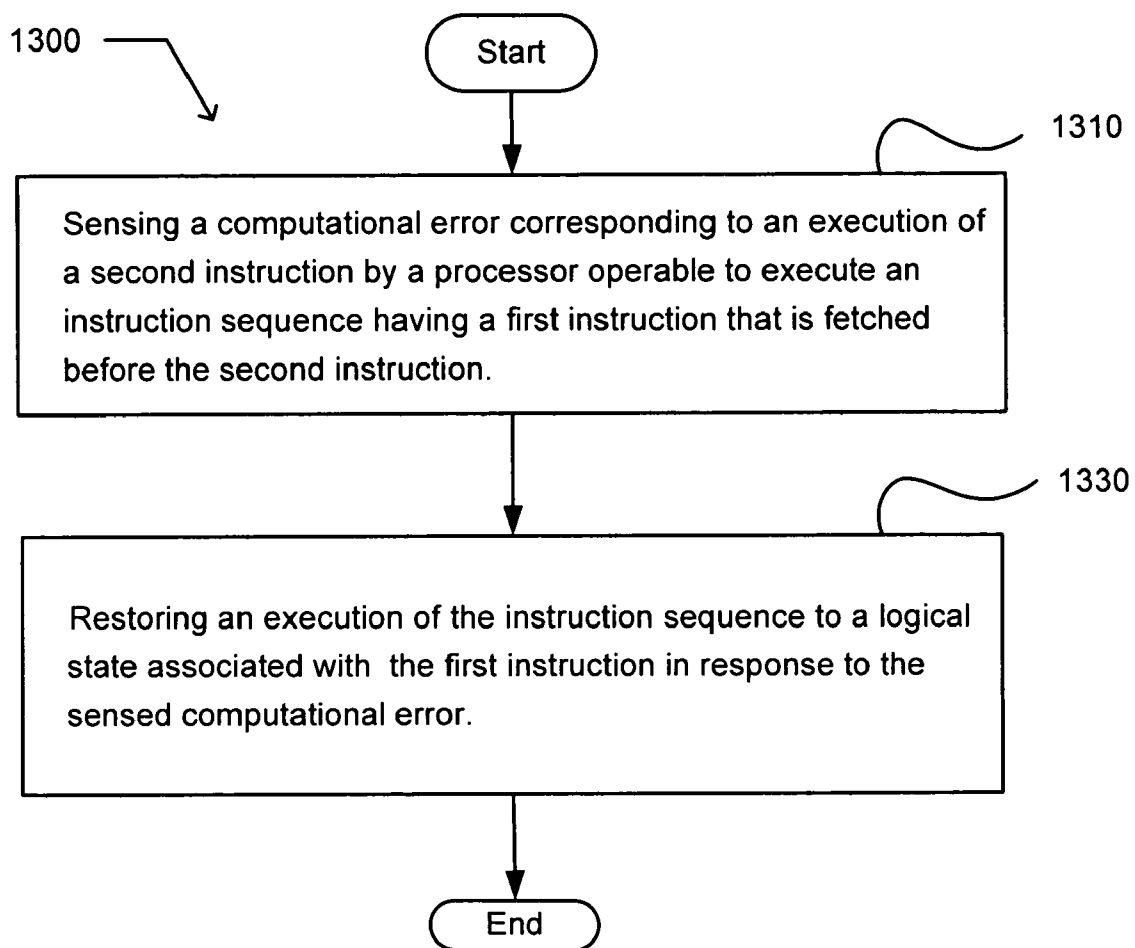 1300
Start
1310
Sensing a computational error corresponding to an execution of
a second instruction by a processor operable to execute an
instruction sequence having a first instruction that is fetched
before the second instruction.
1330
Restoring an execution of the instruction sequence to a logical
state associated with the first instruction in response to the
sensed computational error.
End